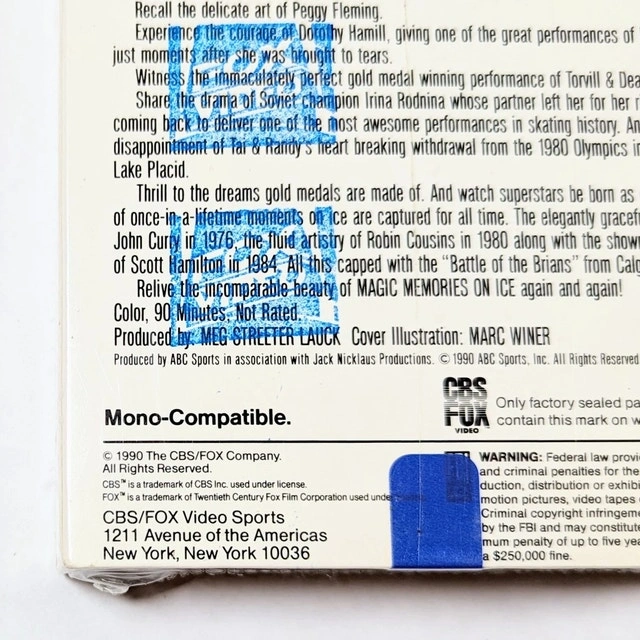 Recall the delicate art of Peggy Fleming.
Experience the courage of Dorothy Hamill, giving one of the great performances of
just moments after she was brought to tears.
Witness the immaculately perfect gold medal winning performance of Torvill & Dea
Share the drama of Soviet champion Irina Rodnina whose partner left her for her
coming back to deliver one of the most awesome performances in skating history. An
disappointment of Tai & Randy's heart breaking withdrawal from the 1980 Olympics in
Lake Placid.
Thrill to the dreams gold medals are made of. And watch superstars be born as
of once-in-a-lifetime moments on ice are captured for all time. The elegantly gracef
John Curry in 1976, the fluid artistry of Robin Cousins in 1980 along with the show
of Scott Hamilton in 1984. All this capped with the "Battle of the Brians" from Calg
Relive the incomparable beauty of MAGIC MEMORIES ON ICE again and again!
Color, 90 Minutes, Not Rated.
Produced by: MEG STREETER LAUCK Cover Illustration: MARC WINER
Produced by ABC Sports in association with Jack Nicklaus Productions. © 1990 ABC Sports, Inc. All Rights Reserved
CBS
FOX
VIDEO
Only factory sealed pa
contain this mark on w
Mono-Compatible.
© 1990 The CBS/FOX Company.
All Rights Reserved.
CBS™ is a trademark of CBS Inc. used under license.
FOX™ is a trademark of Twentieth Century Fox Film Corporation used under
CBS/FOX Video Sports
1211 Avenue of the Americas
New York, New York 10036
WARNING: Federal law provi
and criminal penalties for the
duction, distribution or exhibi
motion pictures, video tapes
Criminal copyright infringeme
by the FBI and may constitute
mum penalty of up to five yea
a $250,000 fine.